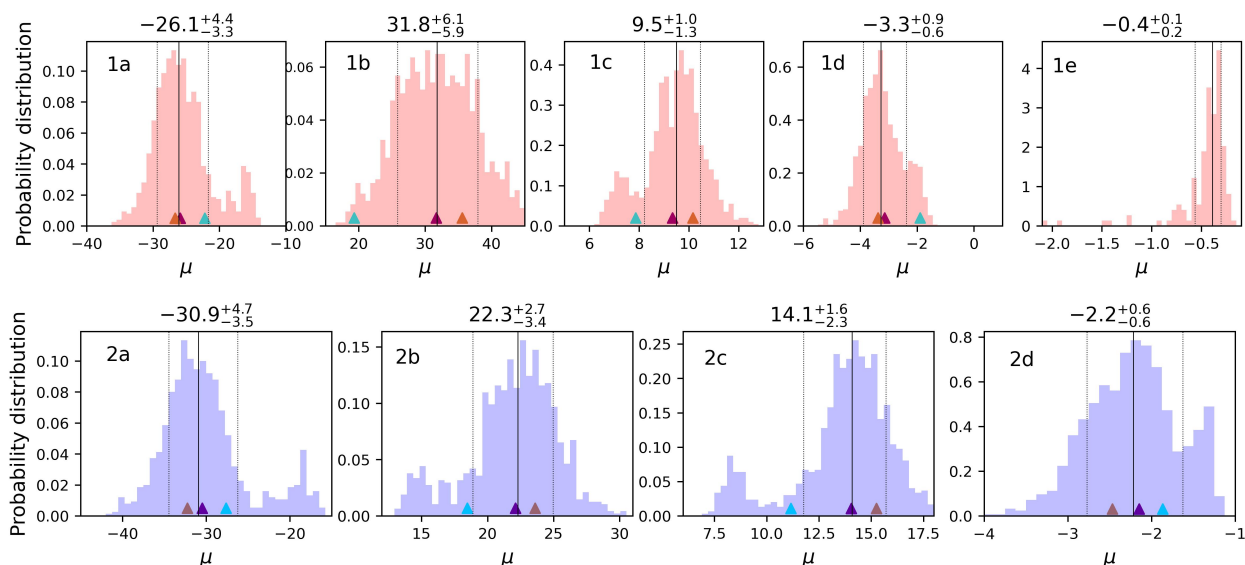 −26.1 +4.4 −3.3
31.8 +6.1 −5.9
9.5 +1.0 −1.3
−3.3 +0.9 −0.6
−0.4 +0.1 −0.2
Probability distribution
1a
0.10
0.08
0.06
0.04
0.02
0.00
−40
−30
−20
−10
μ
1b
0.06
0.04
0.02
0.00
20
30
40
μ
1c
0.4
0.3
0.2
0.1
0.0
6
8
10
12
μ
1d
0.6
0.4
0.2
0.0
−6
−4
−2
0
μ
1e
4
3
2
1
0
−2.0
−1.5
−1.0
−0.5
μ
−30.9 +4.7 −3.5
22.3 +2.7 −3.4
14.1 +1.6 −2.3
−2.2 +0.6 −0.6
Probability distribution
2a
0.10
0.08
0.06
0.04
0.02
0.00
−40
−30
−20
μ
2b
0.15
0.10
0.05
0.00
15
20
25
30
μ
2c
0.25
0.20
0.15
0.10
0.05
0.00
7.5
10.0
12.5
15.0
17.5
μ
2d
0.8
0.6
0.4
0.2
0.0
−4
−3
−2
−1
μ